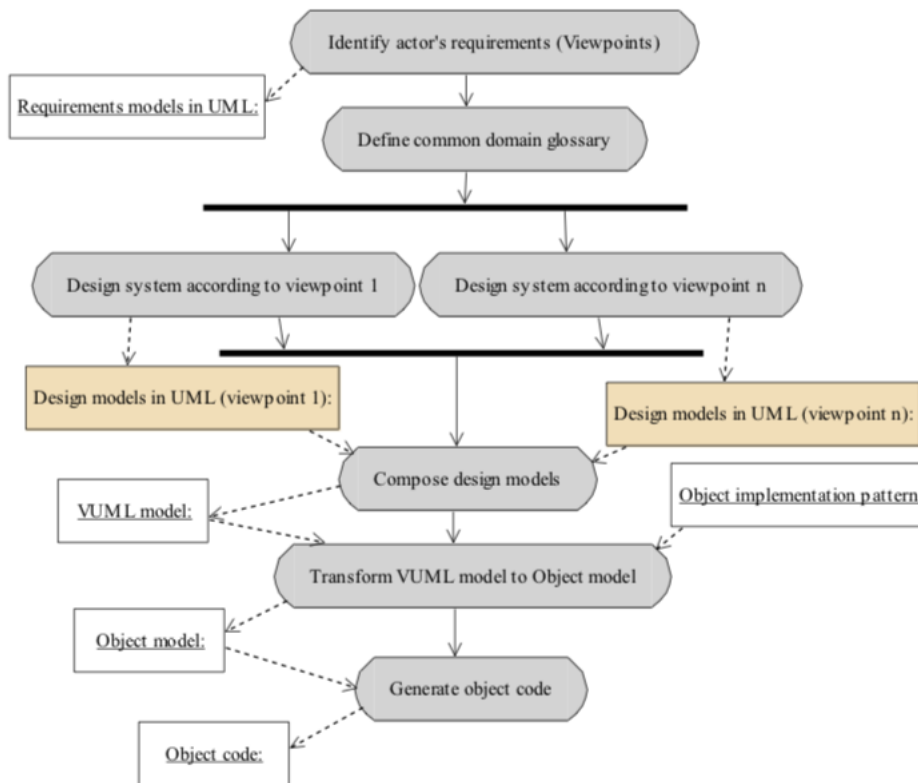 Identify actor's requirements (Viewpoints)
Requirements models in UML:
Define common domain glossary
Design system according to viewpoint 1
Design system according to viewpoint n
Design models in UML (viewpoint 1):
Design models in UML (viewpoint n):
Compose design models
Object implementation pattern
VUML model:
Transform VUML model to Object model
Object model:
Generate object code
Object code: